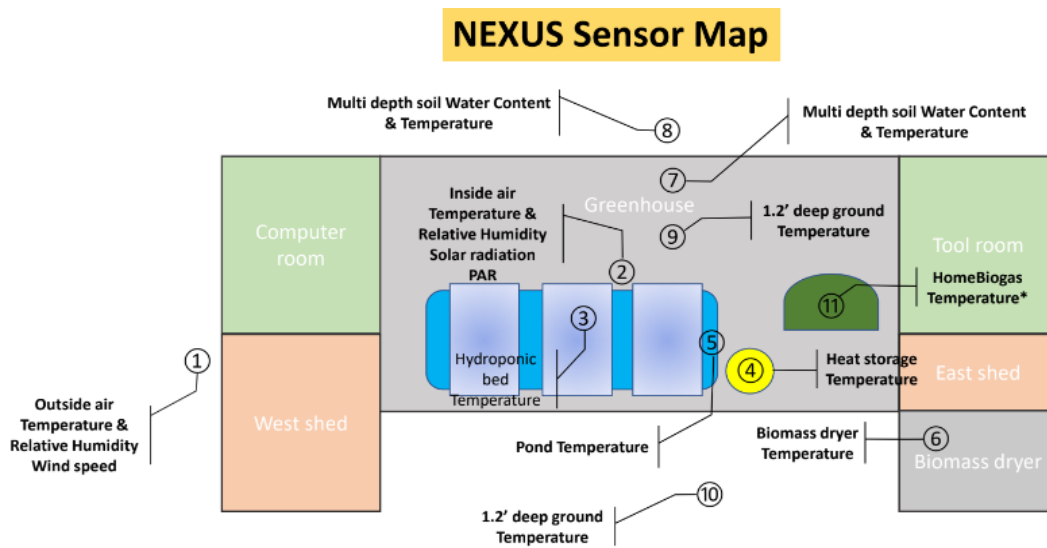 NEXUS Sensor Map
Multi depth soil Water Content
& Temperature
8
Multi depth soil Water Content
& Temperature
7
Inside air
Temperature &
Relative Humidity
Solar radiation
PAR
2
Greenhouse
9
1.2’ deep ground
Temperature
Computer
room
Tool room
HomeBiogas
Temperature*
11
3
Hydroponic
bed
Temperature
5
4
Heat storage
Temperature
East shed
1
Outside air
Temperature &
Relative Humidity
Wind speed
West shed
Pond Temperature
Biomass dryer
Temperature
6
Biomass dryer
10
1.2’ deep ground
Temperature